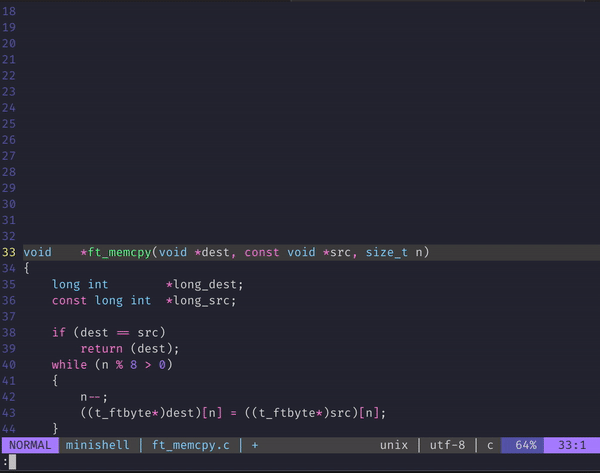 18
19
20
21
22
23
24
25
26
27
28
29
30
31
32
33 void    *ft_memcpy(void *dest, const void *src, size_t n)
34 {
35     long int        *long_dest;
36     const long int  *long_src;
37
38     if (dest == src)
39         return (dest);
40     while (n % 8 > 0)
41     {
42         n--;
43         ((t_ftbyte*)dest)[n] = ((t_ftbyte*)src)[n];
44     }
NORMAL minishell | ft_memcpy.c | + unix | utf-8 | c 64% 33:1
: